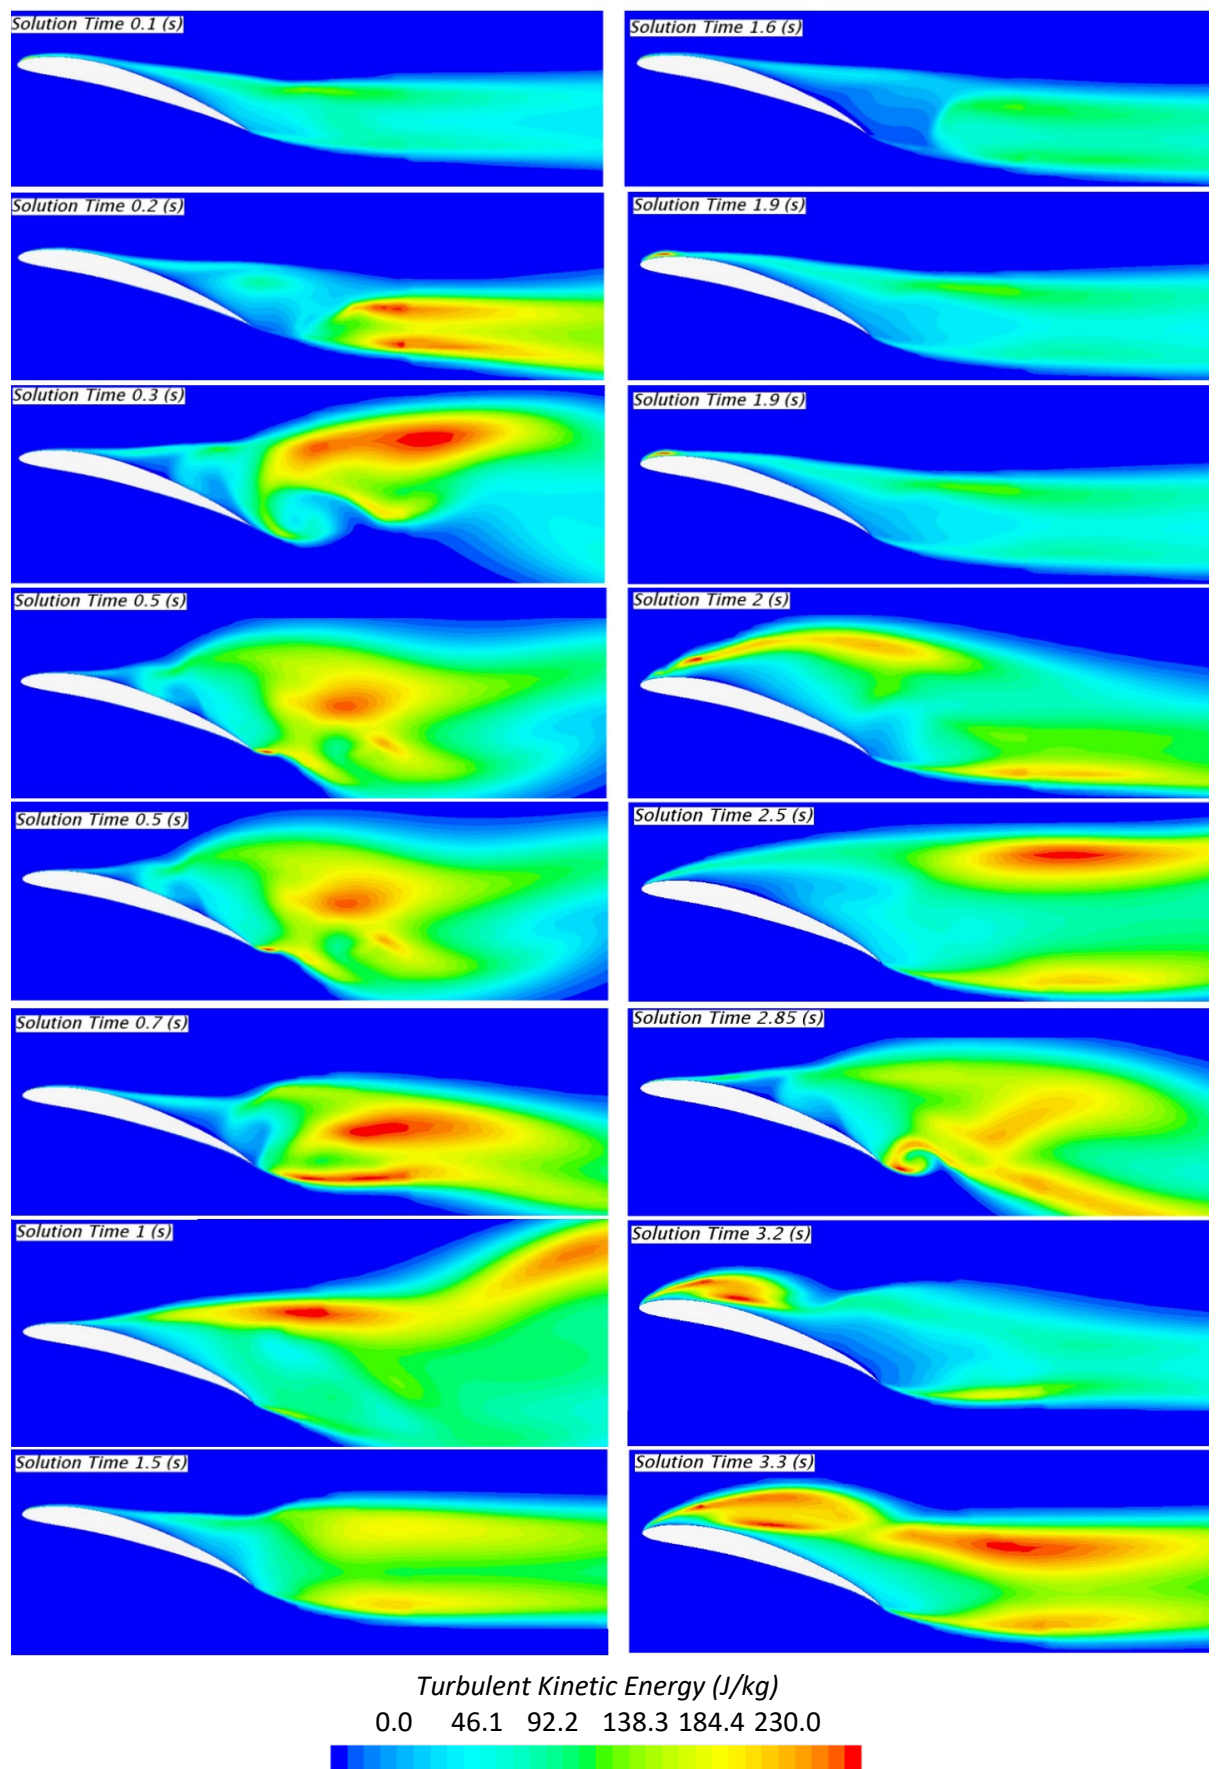 Solution Time 0.1 (s)
Solution Time 0.2 (s)
Solution Time 0.3 (s)
Solution Time 0.5 (s)
Solution Time 0.5 (s)
Solution Time 0.7 (s)
Solution Time 1 (s)
Solution Time 1.5 (s)
Solution Time 1.6 (s)
Solution Time 1.9 (s)
Solution Time 1.9 (s)
Solution Time 2 (s)
Solution Time 2.5 (s)
Solution Time 2.85 (s)
Solution Time 3.2 (s)
Solution Time 3.3 (s)
Turbulent Kinetic Energy (J/kg)
0.0 46.1 92.2 138.3 184.4 230.0